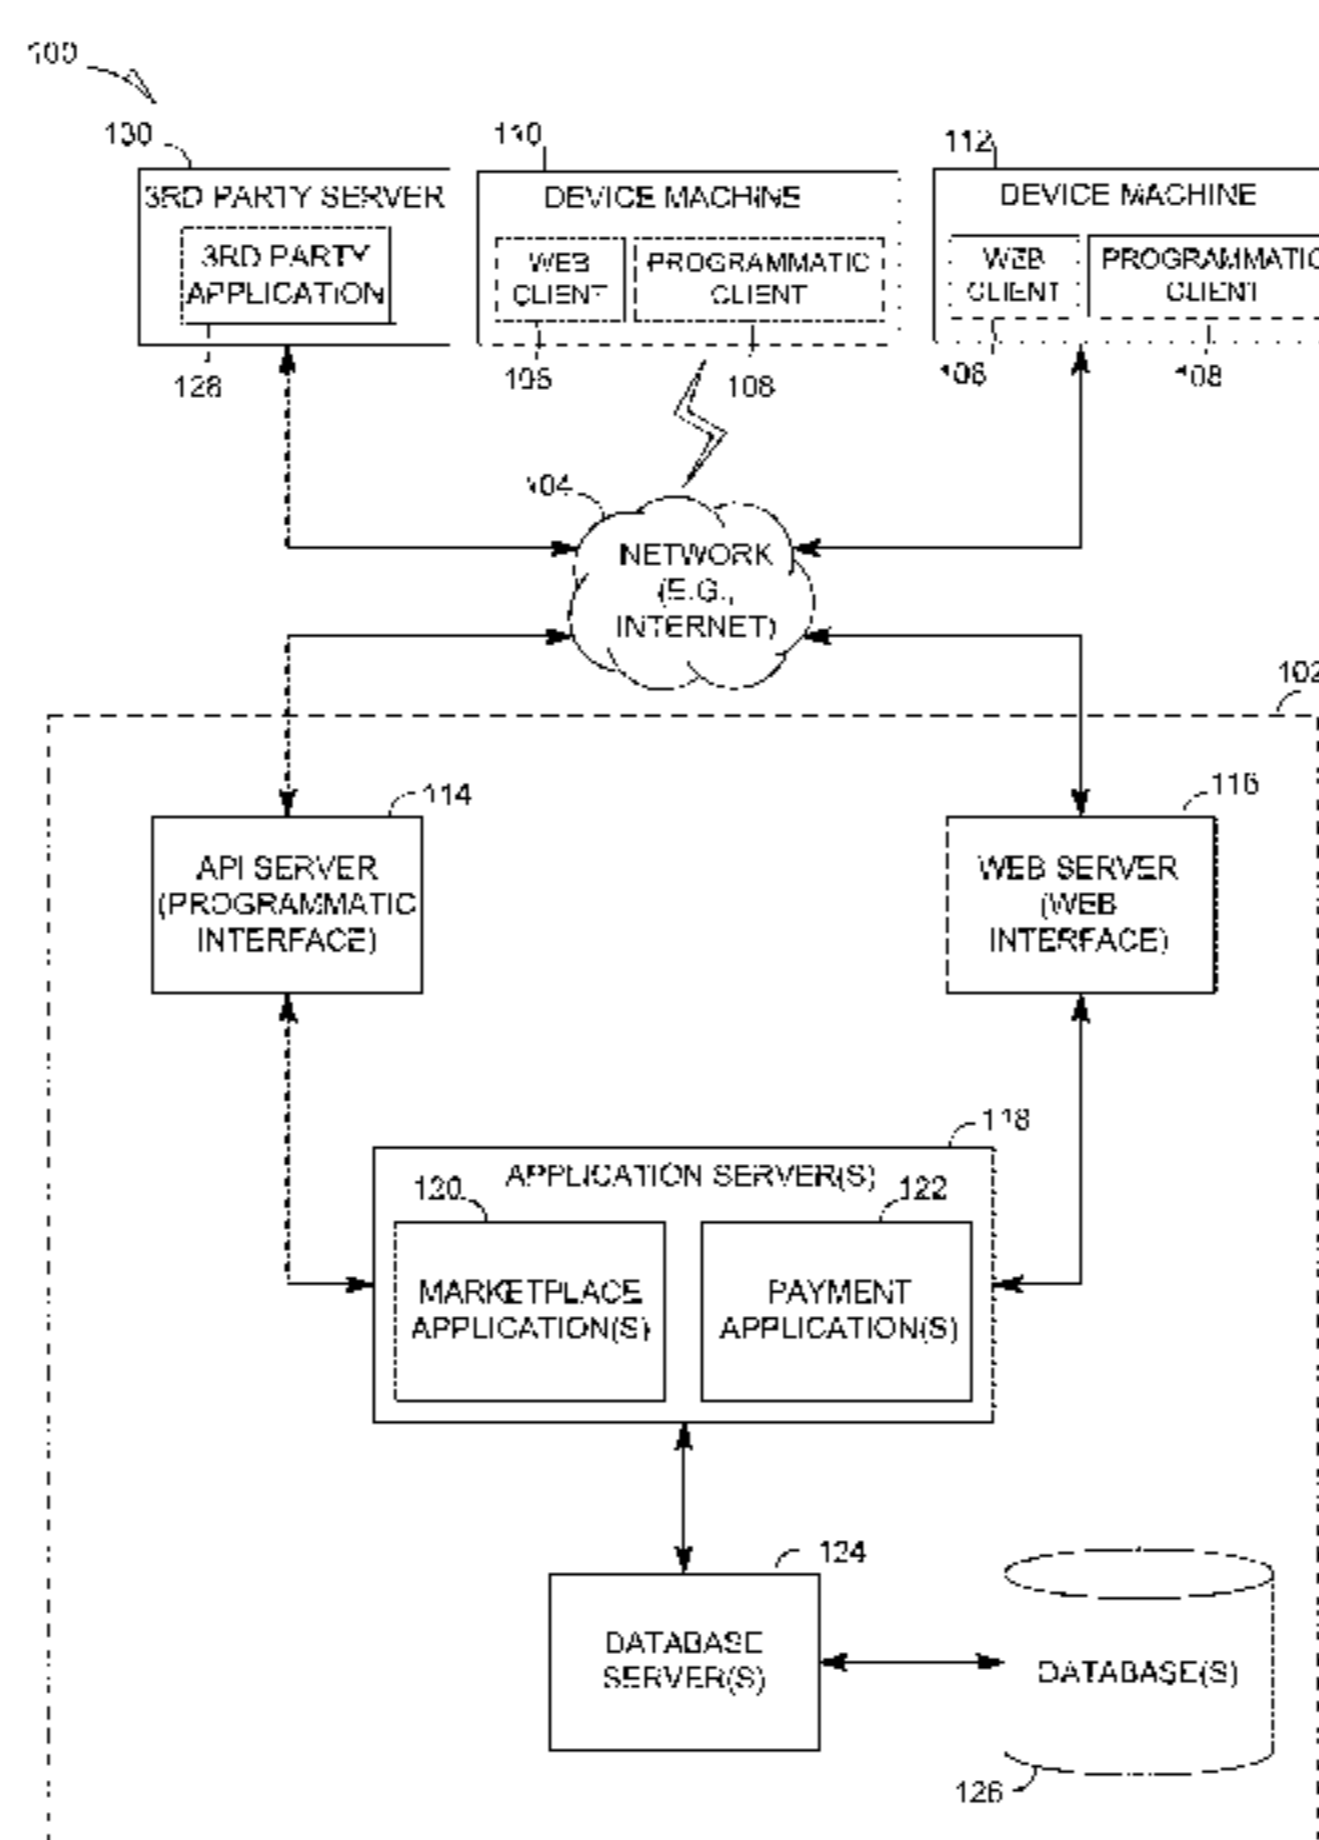 100
130
110
112
3RD PARTY SERVER
3RD PARTY
APPLICATION
128
DEVICE MACHINE
WEB
CLIENT
PROGRAMMATIC
CLIENT
106
108
DEVICE MACHINE
WEB
CLIENT
PROGRAMMATIC
CLIENT
106
108
104
NETWORK
(E.G.,
INTERNET)
102
114
API SERVER
(PROGRAMMATIC
INTERFACE)
116
WEB SERVER
(WEB
INTERFACE)
118
APPLICATION SERVER(S)
120
122
MARKETPLACE
APPLICATION(S)
PAYMENT
APPLICATION(S)
124
DATABASE
SERVER(S)
DATABASE(S)
126